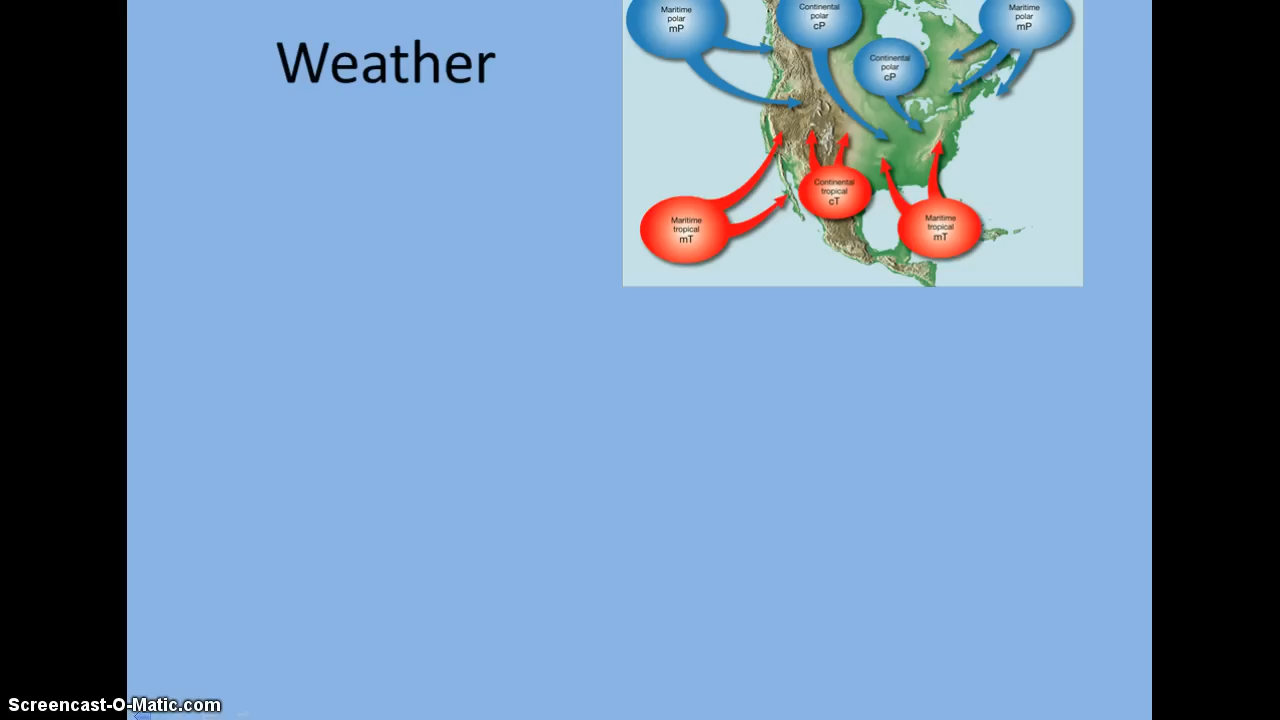 Weather
Maritime
polar
mP
Continental
polar
cP
Maritime
polar
mP
Continental
polar
cP
Continental
tropical
cT
Maritime
tropical
mT
Maritime
tropical
mT
Screencast-O-Matic.com